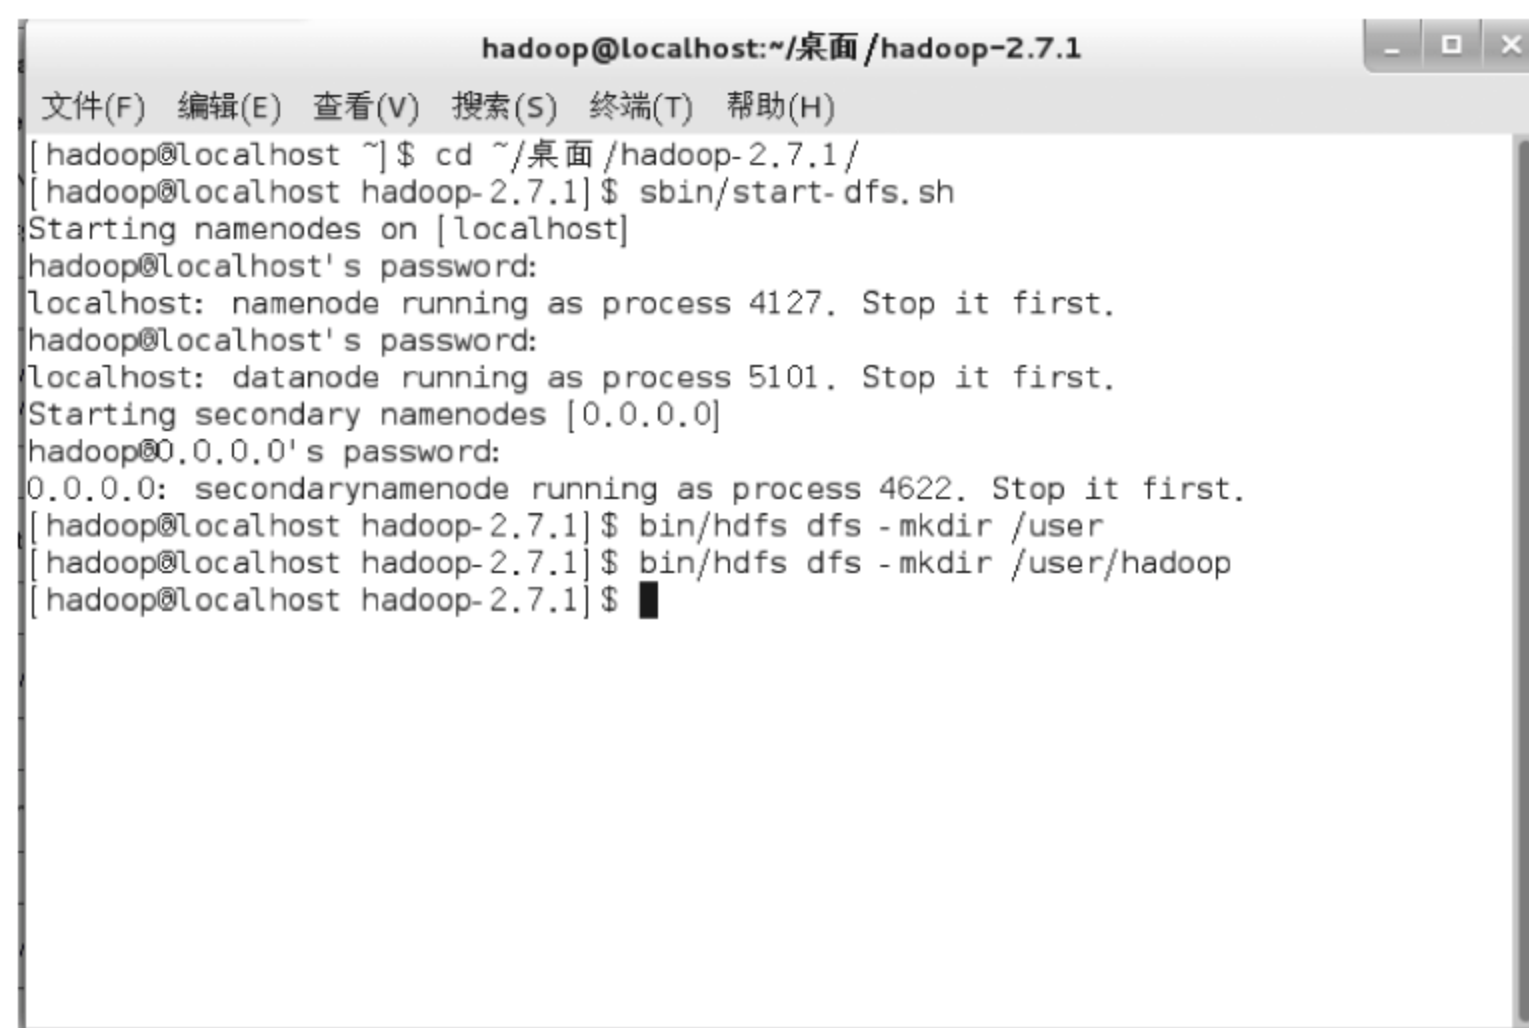 hadoop@localhost:~/桌面/hadoop-2.7.1
文件(F) 编辑(E) 查看(V) 搜索(S) 终端(T) 帮助(H)
[hadoop@localhost ~]$ cd ~/桌面/hadoop-2.7.1/
[hadoop@localhost hadoop-2.7.1]$ sbin/start-dfs.sh
Starting namenodes on [localhost]
hadoop@localhost's password:
localhost: namenode running as process 4127. Stop it first.
hadoop@localhost's password:
localhost: datanode running as process 5101. Stop it first.
Starting secondary namenodes [0.0.0.0]
hadoop@0.0.0.0's password:
0.0.0.0: secondarynamenode running as process 4622. Stop it first.
[hadoop@localhost hadoop-2.7.1]$ bin/hdfs dfs -mkdir /user
[hadoop@localhost hadoop-2.7.1]$ bin/hdfs dfs -mkdir /user/hadoop
[hadoop@localhost hadoop-2.7.1]$